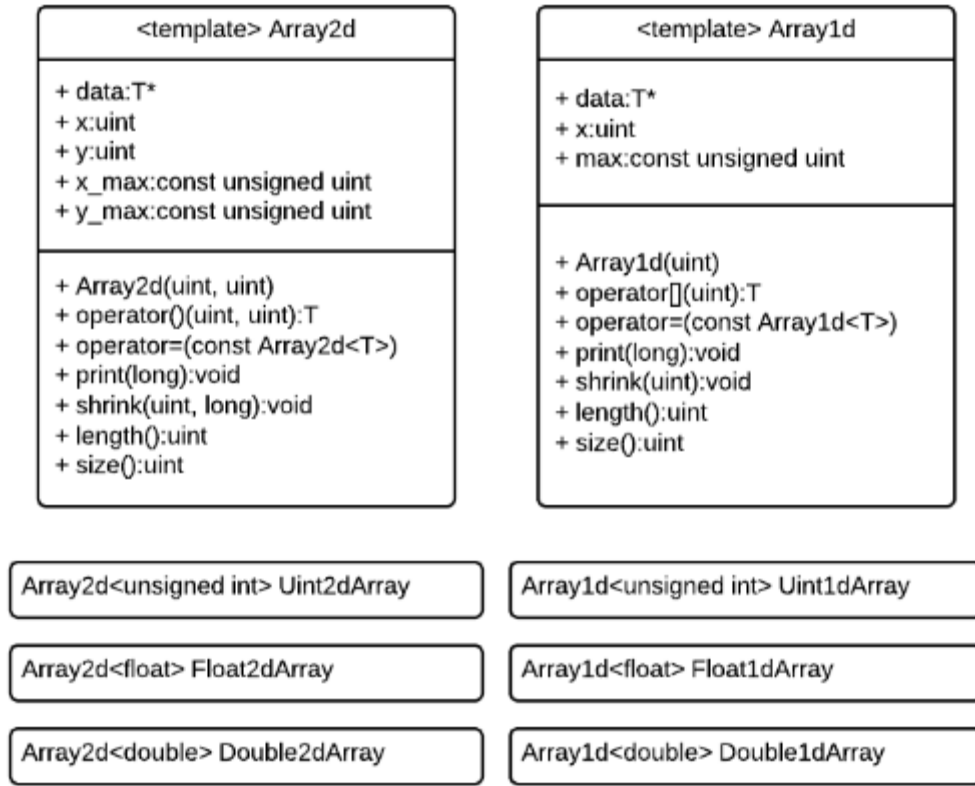 <template> Array2d
+ data:T*
+ x:uint
+ y:uint
+ x_max:const unsigned uint
+ y_max:const unsigned uint
+ Array2d(uint, uint)
+ operator()(uint, uint):T
+ operator=(const Array2d<T>)
+ print(long):void
+ shrink(uint, long):void
+ length():uint
+ size():uint
<template> Array1d
+ data:T*
+ x:uint
+ max:const unsigned uint
+ Array1d(uint)
+ operator[](uint):T
+ operator=(const Array1d<T>)
+ print(long):void
+ shrink(uint):void
+ length():uint
+ size():uint
Array2d<unsigned int> Uint2dArray
Array1d<unsigned int> Uint1dArray
Array2d<float> Float2dArray
Array1d<float> Float1dArray
Array2d<double> Double2dArray
Array1d<double> Double1dArray